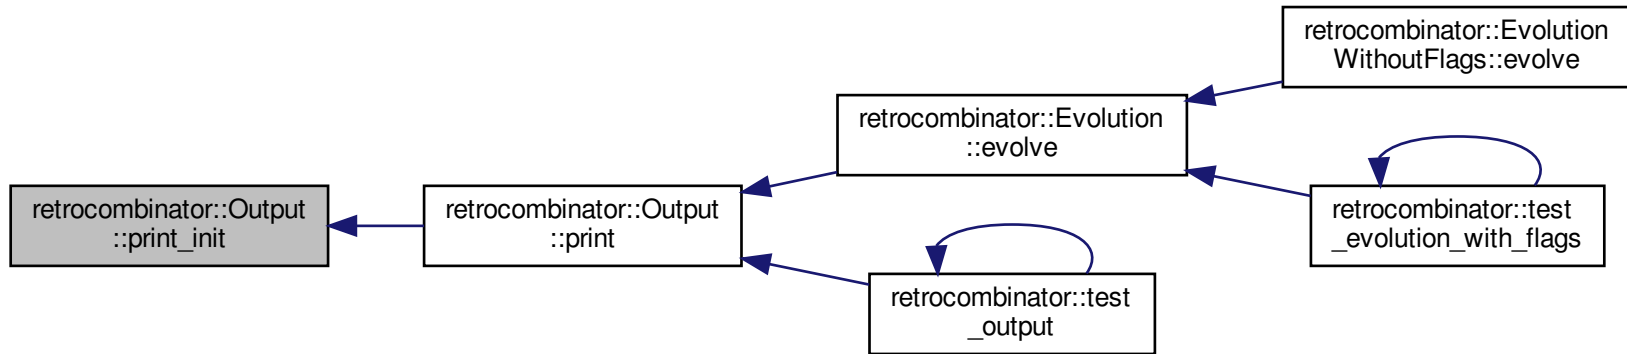 retrocombinator::Output
::print_init
retrocombinator::Output
::print
retrocombinator::Evolution
::evolve
retrocombinator::test
_output
retrocombinator::Evolution
WithoutFlags::evolve
retrocombinator::test
_evolution_with_flags